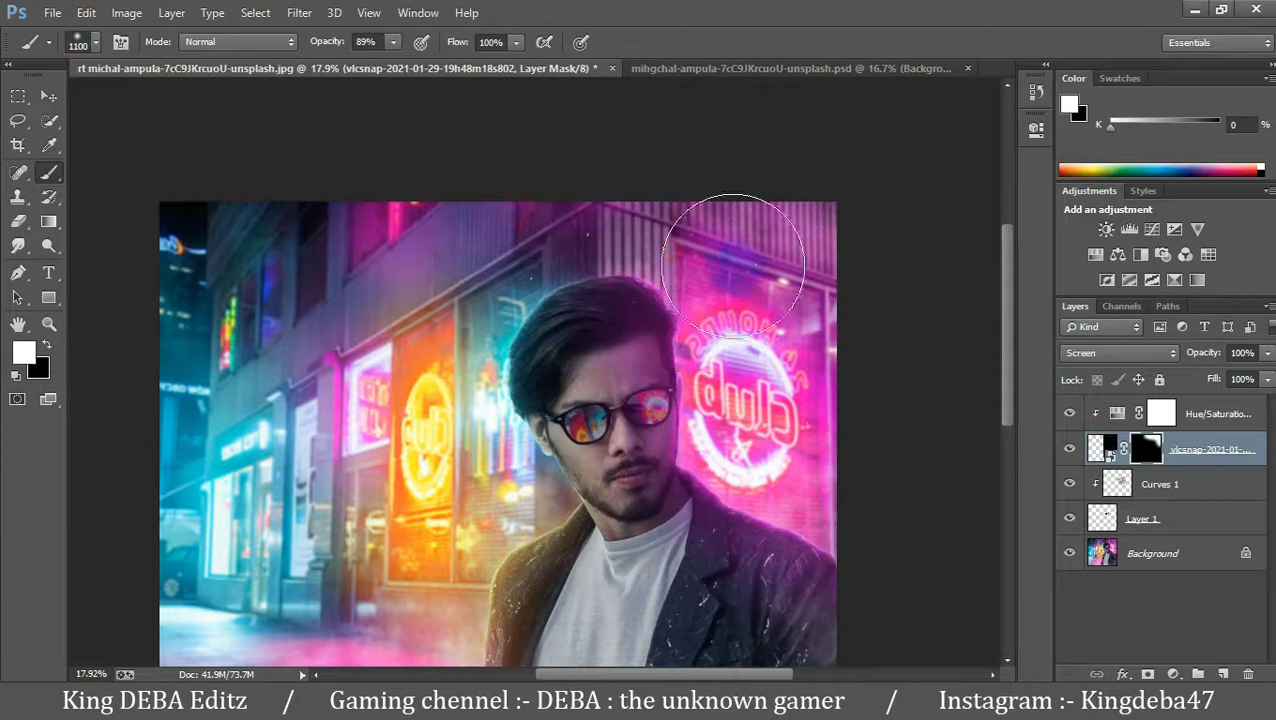 Ps File Edit Image Layer Type Select Filter 3D View Window Help
1100 Mode: Normal Opacity: 89% Flow: 100% Essentials
rt michal-ampula-7cC9JKrcuoU-unsplash.jpg @ 17.9% (vlcsnap-2021-01-29-19h48m18s802, Layer Mask/8) * × mihgchal-ampula-7cC9JKrcuoU-unsplash.psd @ 16.7% (Backgro... ×
Color Swatches
K 0 %
Adjustments Styles
Add an adjustment
Layers Channels Paths
Kind
Screen Opacity: 100%
Lock: Fill: 100%
Hue/Saturatio...
vlcsnap-2021-01-...
Curves 1
Layer 1
Background
club
&
club
17.92% Doc: 41.9M/73.7M
King DEBA Editz / Gaming chennel :- DEBA : the unknown gamer / Instagram :- Kingdeba47